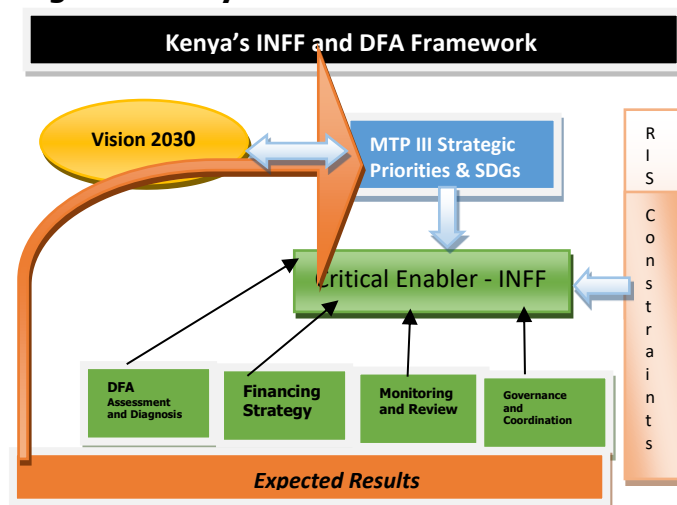 Kenya's INFF and DFA Framework
Vision 2030
MTP III Strategic
Priorities & SDGs
R
I
S
C
o
n
s
t
r
a
i
n
t
s
Critical Enabler - INFF
DFA
Assessment
and Diagnosis
Financing
Strategy
Monitoring
and Review
Governance
and
Coordination
Expected Results